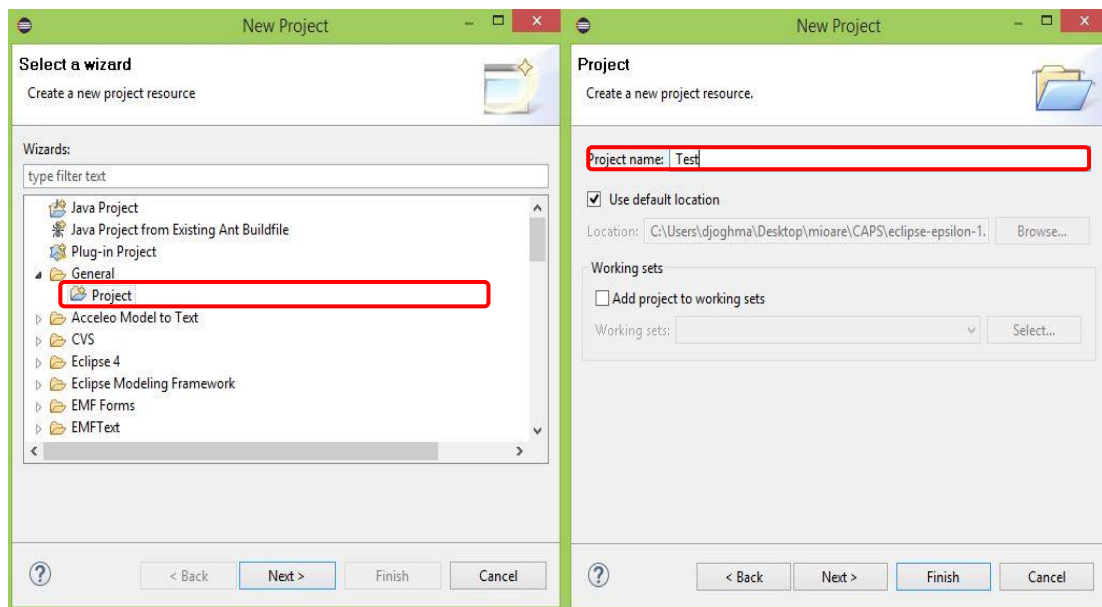 New Project
Select a wizard
Create a new project resource
Wizards:
type filter text
Java Project
Java Project from Existing Ant Buildfile
Plug-in Project
General
Project
Acceleo Model to Text
CVS
Eclipse 4
Eclipse Modeling Framework
EMF Forms
EMFText
< Back Next > Finish Cancel
New Project
Project
Create a new project resource.
Project name: Test
Use default location
Location: C:\Users\djoghma\Desktop\mioare\CAPS\eclipse-epsilon-1. Browse...
Working sets
Add project to working sets
Working sets: Select...
< Back Next > Finish Cancel